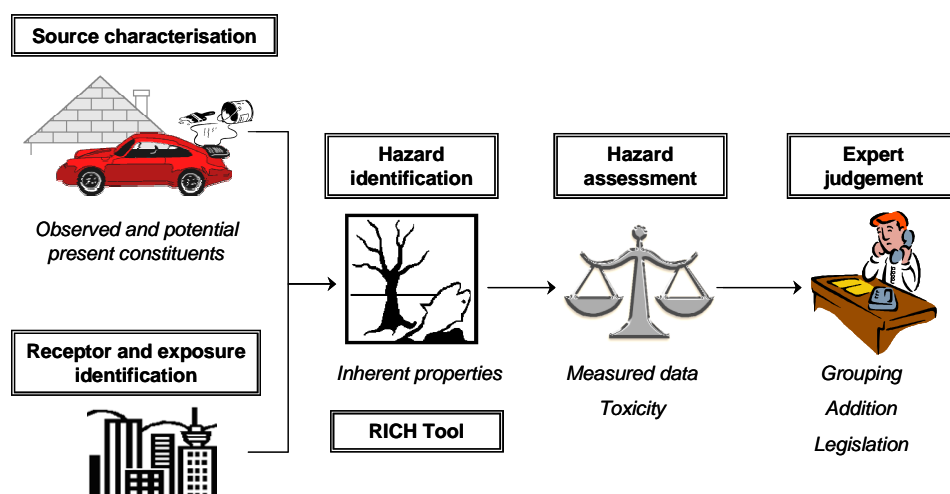 Source characterisation
Observed and potential
present constituents
Receptor and exposure
identification
Hazard
identification
Inherent properties
RICH Tool
Hazard
assessment
Measured data
Toxicity
Expert
judgement
Grouping
Addition
Legislation